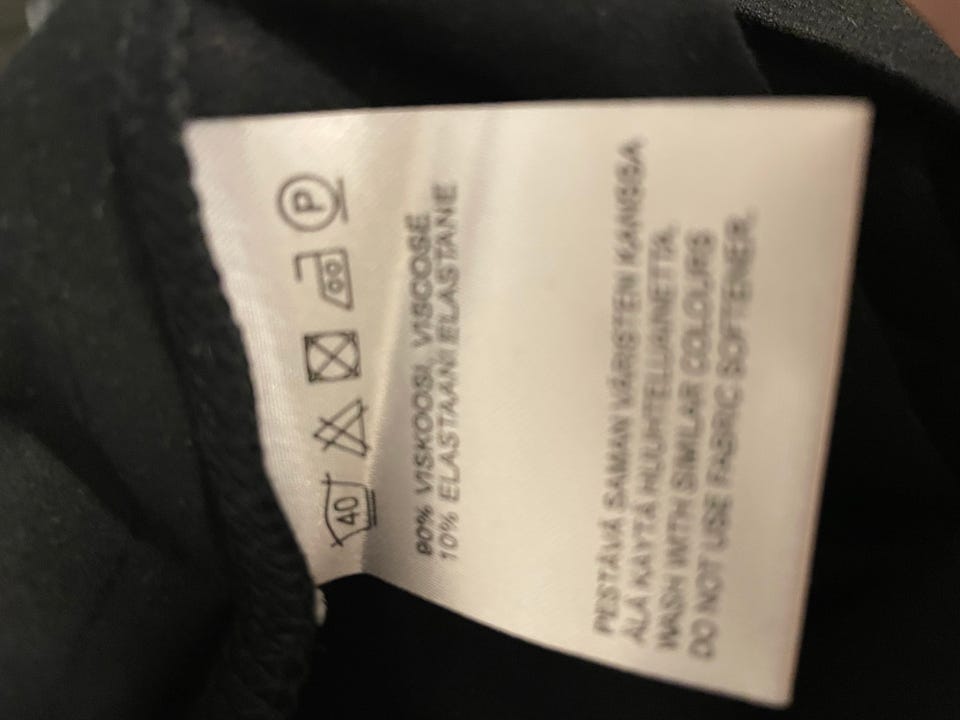 40 P
90% VISKOOSI, VISCOSE,
10% ELASTAANI ELASTANE
PESTÄVÄ SAMAN VÄRISTEN KANSSA
ÄLÄ KÄYTÄ HUUHTELUAINETTA.
WASH WITH SIMILAR COLOURS
DO NOT USE FABRIC SOFTENER.